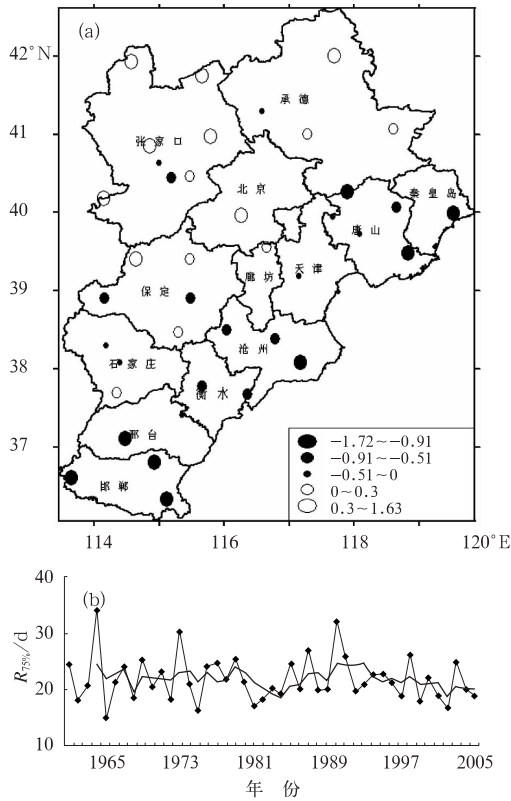 (a)
42°N
承德
41
张家口
北京
秦皇岛
40
唐山
廊坊
天津
39
保定
沧州
石家庄
38
衡水
邢台
37
−1.72～−0.91
−0.91～−0.51
−0.51～0
0～0.3
0.3～1.63
邯郸
114
116
118
120°E
(b)
40
30
20
10
R75%/d
1965
1973
1981
1989
1997
2005
年 份